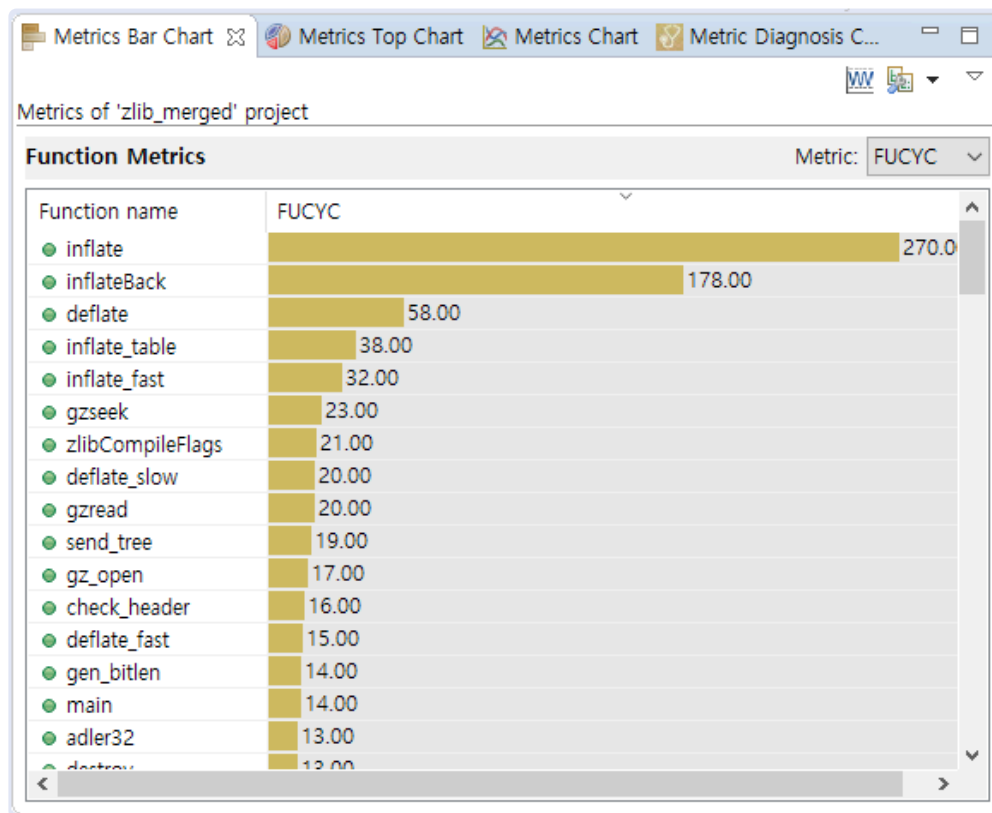 Metrics Bar Chart Metrics Top Chart Metrics Chart Metric Diagnosis C...
Metrics of 'zlib_merged' project
Function Metrics Metric: FUCYC
Function name FUCYC
inflate 270.0
inflateBack 178.00
deflate 58.00
inflate_table 38.00
inflate_fast 32.00
gzseek 23.00
zlibCompileFlags 21.00
deflate_slow 20.00
gzread 20.00
send_tree 19.00
gz_open 17.00
check_header 16.00
deflate_fast 15.00
gen_bitlen 14.00
main 14.00
adler32 13.00
destroy 13.00